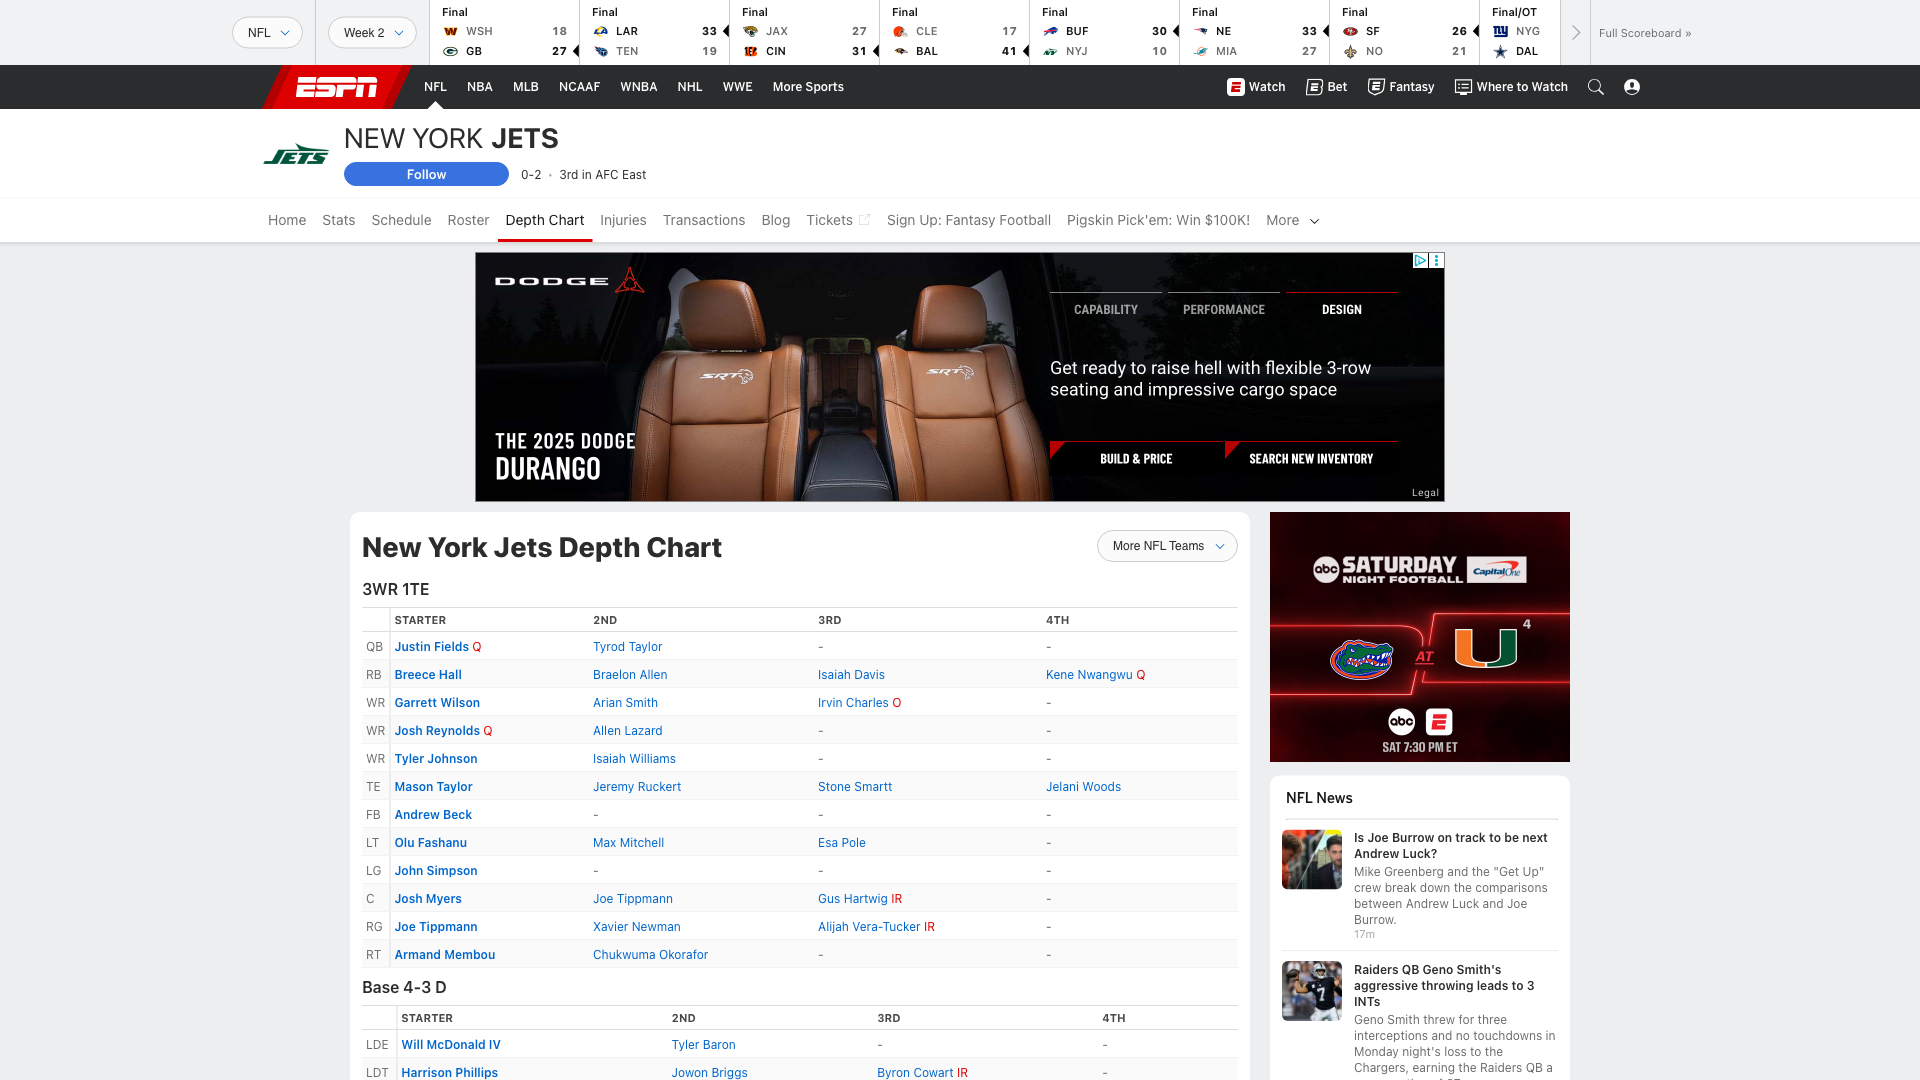 NFL
Week 2
Final
WSH 18
GB 27
Final
LAR 33
TEN 19
Final
JAX 27
CIN 31
Final
CLE 17
BAL 41
Final
BUF 30
NYJ 10
Final
NE 33
MIA 27
Final
SF 26
NO 21
Final/OT
NYG
DAL
Full Scoreboard »
ESPN NFL NBA MLB NCAAF WNBA NHL WWE More Sports Watch Bet Fantasy Where to Watch
JETS
NEW YORK JETS
Follow 0-2 • 3rd in AFC East
Home Stats Schedule Roster Depth Chart Injuries Transactions Blog Tickets Sign Up: Fantasy Football Pigskin Pick'em: Win $100K! More
DODGE
CAPABILITY PERFORMANCE DESIGN
SRT SRT
Get ready to raise hell with flexible 3-row
seating and impressive cargo space
THE 2025 DODGE
DURANGO
BUILD & PRICE SEARCH NEW INVENTORY
Legal
New York Jets Depth Chart
More NFL Teams
3WR 1TE
STARTER 2ND 3RD 4TH
QB Justin Fields Q Tyrod Taylor - -
RB Breece Hall Braelon Allen Isaiah Davis Kene Nwangwu Q
WR Garrett Wilson Arian Smith Irvin Charles O -
WR Josh Reynolds Q Allen Lazard - -
WR Tyler Johnson Isaiah Williams - -
TE Mason Taylor Jeremy Ruckert Stone Smartt Jelani Woods
FB Andrew Beck - - -
LT Olu Fashanu Max Mitchell Esa Pole -
LG John Simpson - - -
C Josh Myers Joe Tippmann Gus Hartwig IR -
RG Joe Tippmann Xavier Newman Alijah Vera-Tucker IR -
RT Armand Membou Chukwuma Okorafor - -
Base 4-3 D
STARTER 2ND 3RD 4TH
LDE Will McDonald IV Tyler Baron - -
LDT Harrison Phillips Jowon Briggs Byron Cowart IR -
abc SATURDAY
NIGHT FOOTBALL
Capital One
AT
4
abc E
SAT 7:30 PM ET
NFL News
Is Joe Burrow on track to be next
Andrew Luck?
Mike Greenberg and the "Get Up"
crew break down the comparisons
between Andrew Luck and Joe
Burrow.
17m
Raiders QB Geno Smith's
aggressive throwing leads to 3
INTs
Geno Smith threw for three
interceptions and no touchdowns in
Monday night's loss to the
Chargers, earning the Raiders QB a